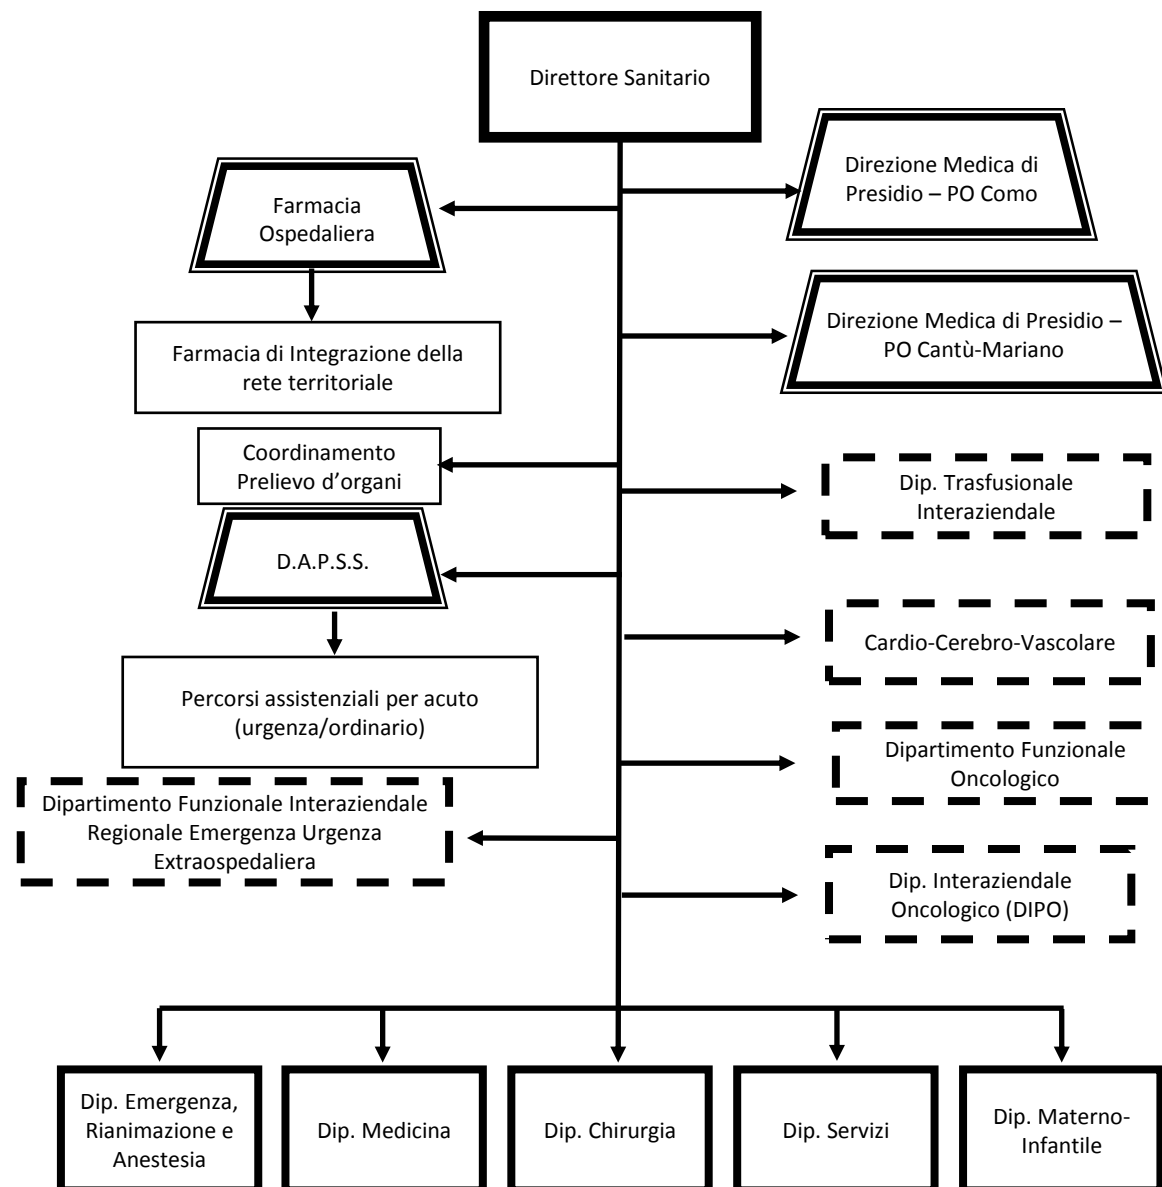 Direttore Sanitario
Direzione Medica di
Presidio – PO Como
Farmacia
Ospedaliera
Direzione Medica di Presidio –
PO Cantù-Mariano
Farmacia di Integrazione della
rete territoriale
Coordinamento
Prelievo d'organi
Dip. Trasfusionale
Interaziendale
D.A.P.S.S.
Cardio-Cerebro-Vascolare
Percorsi assistenziali per acuto
(urgenza/ordinario)
Dipartimento Funzionale
Oncologico
Dipartimento Funzionale Interaziendale
Regionale Emergenza Urgenza
Extraospedaliera
Dip. Interaziendale
Oncologico (DIPO)
Dip. Emergenza,
Rianimazione e
Anestesia
Dip. Medicina
Dip. Chirurgia
Dip. Servizi
Dip. Materno-
Infantile